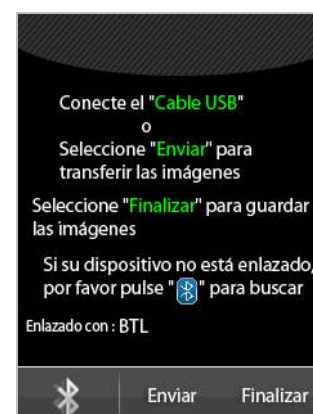 Conecte el "Cable USB"
o
Seleccione "Enviar" para
transferir las imágenes
Seleccione "Finalizar" para guardar
las imágenes
Si su dispositivo no está enlazado,
por favor pulse " " para buscar
Enlazado con : BTL
Enviar Finalizar